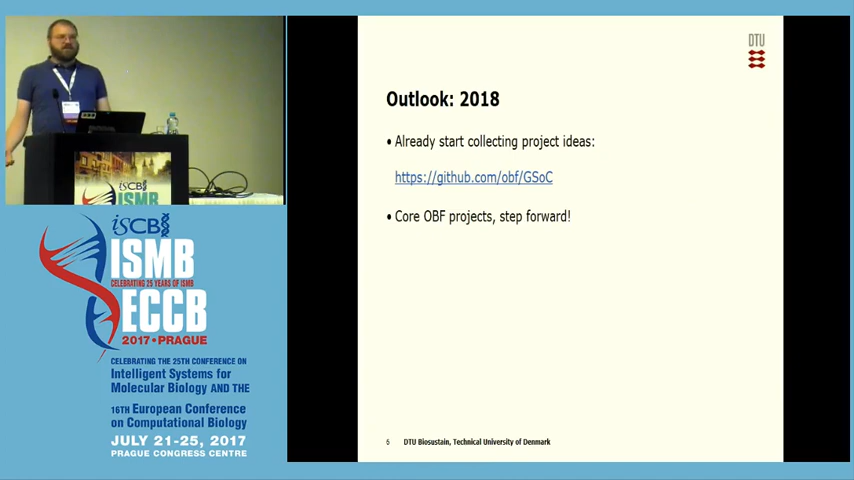 DTU
Outlook: 2018
• Already start collecting project ideas:
https://github.com/obf/GSoC
• Core OBF projects, step forward!
6 DTU Biosustain, Technical University of Denmark
iSCB
ISMB
iSCB
ISMB
CELEBRATING 25 YEARS OF ISMB
ECCB
2017 • PRAGUE
CELEBRATING THE 25TH CONFERENCE ON
Intelligent Systems for
Molecular Biology AND THE
16TH European Conference
on Computational Biology
JULY 21-25, 2017
PRAGUE CONGRESS CENTRE